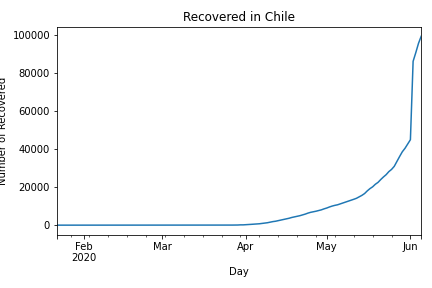 Recovered in Chile
Number of Recovered
100000
80000
60000
40000
20000
0
Feb
2020
Mar
Apr
May
Jun
Day